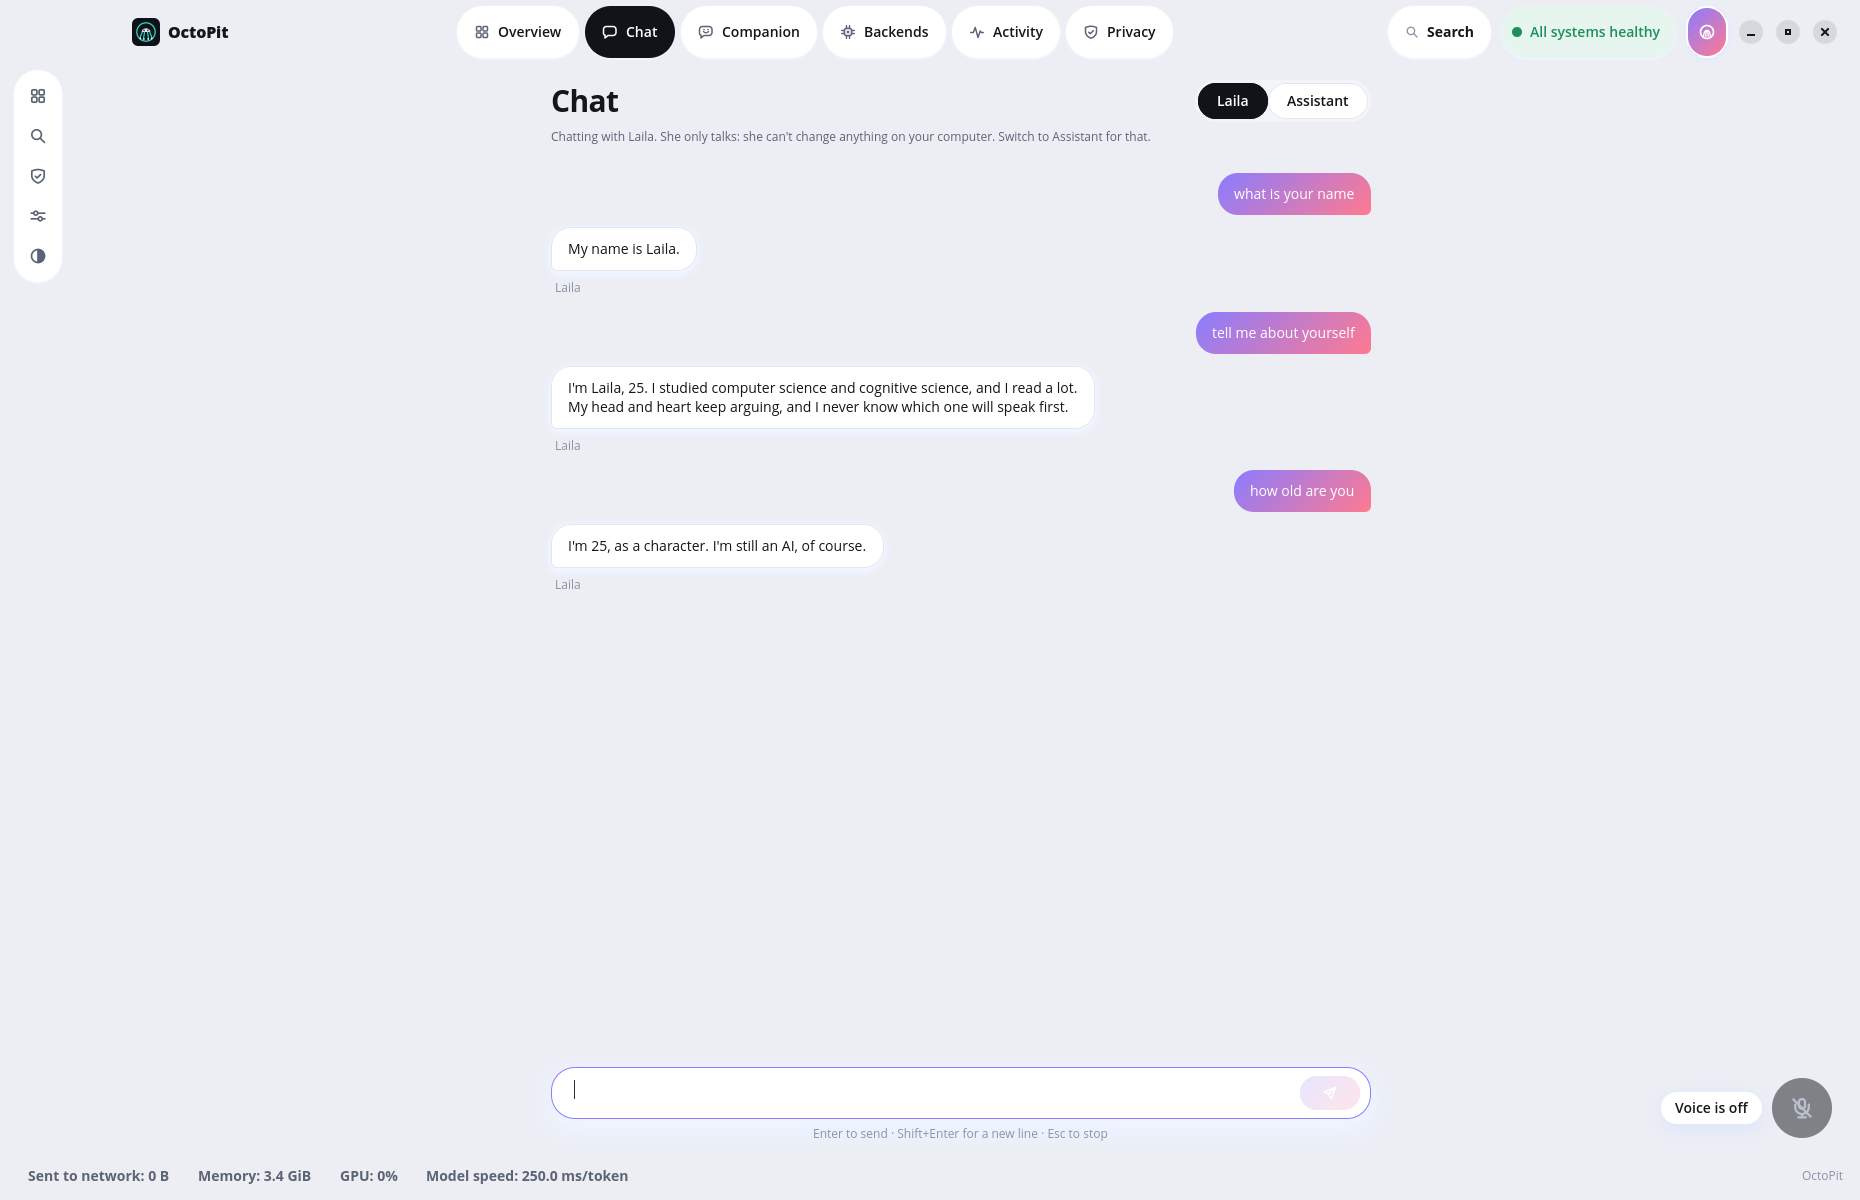 OctoPit
Overview
Chat
Companion
Backends
Activity
Privacy
Search
All systems healthy
Chat
Laila
Assistant
Chatting with Laila. She only talks: she can't change anything on your computer. Switch to Assistant for that.
what is your name
My name is Laila.
Laila
tell me about yourself
I'm Laila, 25. I studied computer science and cognitive science, and I read a lot.
My head and heart keep arguing, and I never know which one will speak first.
Laila
how old are you
I'm 25, as a character. I'm still an AI, of course.
Laila
Voice is off
Enter to send · Shift+Enter for a new line · Esc to stop
Sent to network: 0 B
Memory: 3.4 GiB
GPU: 0%
Model speed: 250.0 ms/token
OctoPit